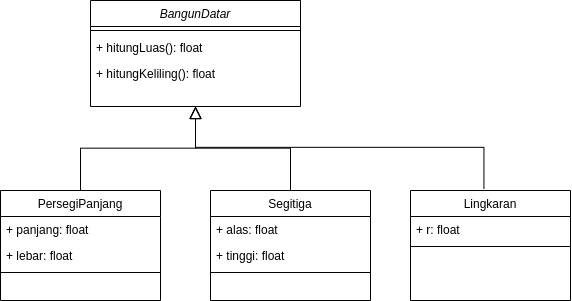 BangunDatar
+ hitungLuas(): float
+ hitungKeliling(): float
PersegiPanjang
+ panjang: float
+ lebar: float
Segitiga
+ alas: float
+ tinggi: float
Lingkaran
+ r: float